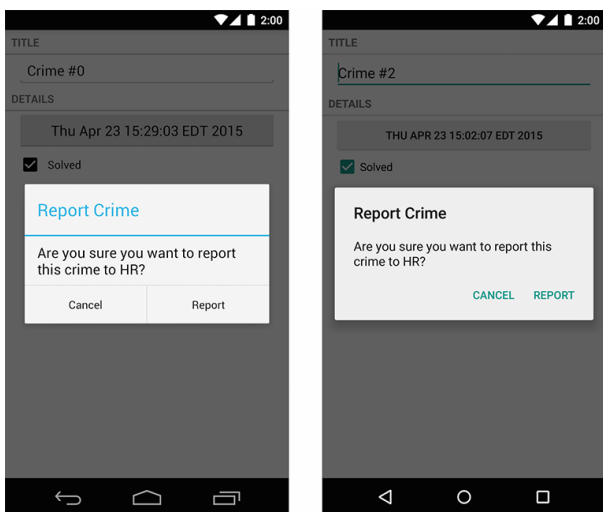 2:00
TITLE
Crime #0
DETAILS
Thu Apr 23 15:29:03 EDT 2015
Solved
Report Crime
Are you sure you want to report
this crime to HR?
Cancel
Report
2:00
TITLE
Crime #2
DETAILS
THU APR 23 15:02:07 EDT 2015
Solved
Report Crime
Are you sure you want to report this
crime to HR?
CANCEL
REPORT